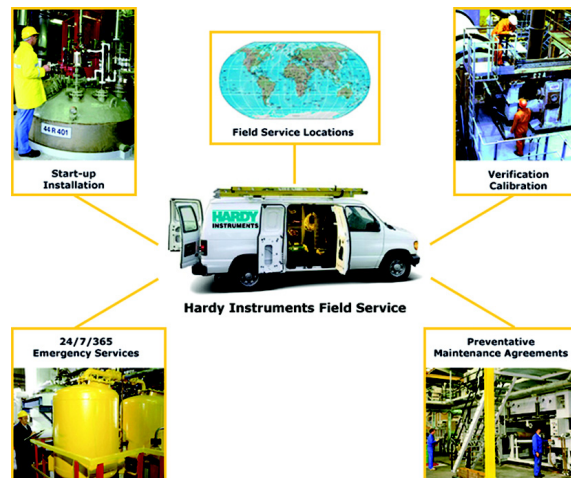 44 R 401
Start-up
Installation
Field Service Locations
Verification
Calibration
HARDY
INSTRUMENTS
Hardy Instruments Field Service
24/7/365
Emergency Services
Preventative
Maintenance Agreements